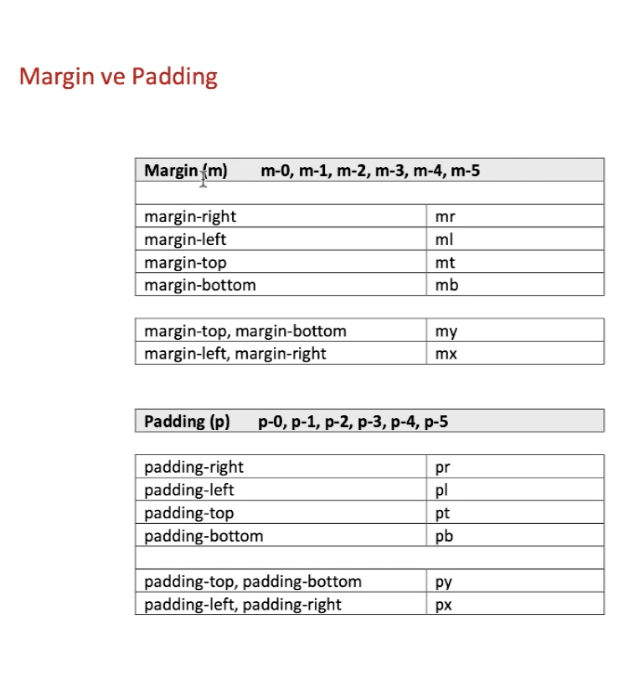 Margin ve Padding
Margin (m) m-0, m-1, m-2, m-3, m-4, m-5
margin-right mr
margin-left ml
margin-top mt
margin-bottom mb
margin-top, margin-bottom my
margin-left, margin-right mx
Padding (p) p-0, p-1, p-2, p-3, p-4, p-5
padding-right pr
padding-left pl
padding-top pt
padding-bottom pb
padding-top, padding-bottom py
padding-left, padding-right px